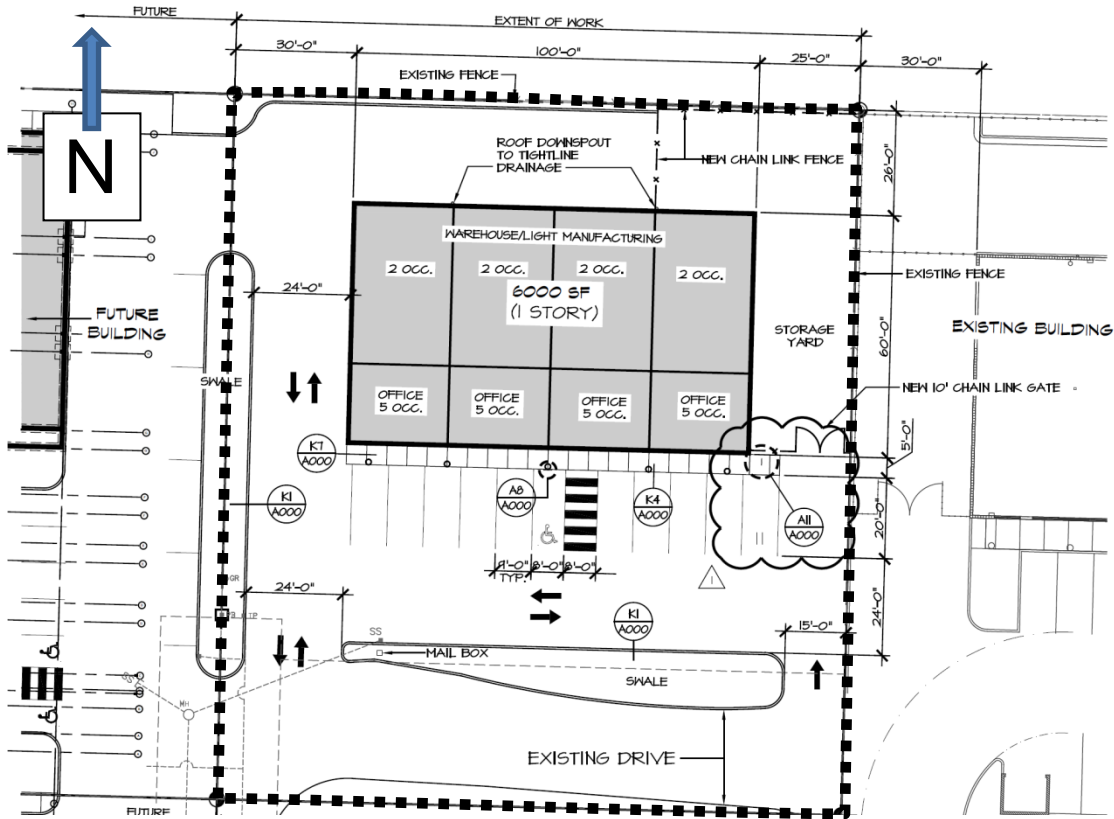 FUTURE
EXTENT OF WORK
30'-0"
100'-0"
25'-0"
30'-0"
EXISTING FENCE
N
ROOF DOWNSPOUT
TO TIGHTLINE
DRAINAGE
NEW CHAIN LINK FENCE
26'-0"
WAREHOUSE/LIGHT MANUFACTURING
2 OCC.
2 OCC.
2 OCC.
2 OCC.
6000 SF
(1 STORY)
EXISTING FENCE
24'-0"
FUTURE
BUILDING
STORAGE
YARD
EXISTING BUILDING
60'-0"
SWALE
NEW 10' CHAIN LINK GATE
OFFICE
5 OCC.
OFFICE
5 OCC.
OFFICE
5 OCC.
OFFICE
5 OCC.
5'-0"
K7
A000
K1
A000
A8
A000
K4
A000
A11
A000
20'-0"
9'-0"
TYP.
8'-0"
8'-0"
1
24'-0"
24'-0"
K1
A000
15'-0"
SS
MAIL BOX
SWALE
SS
MH
EXISTING DRIVE
FUTURE